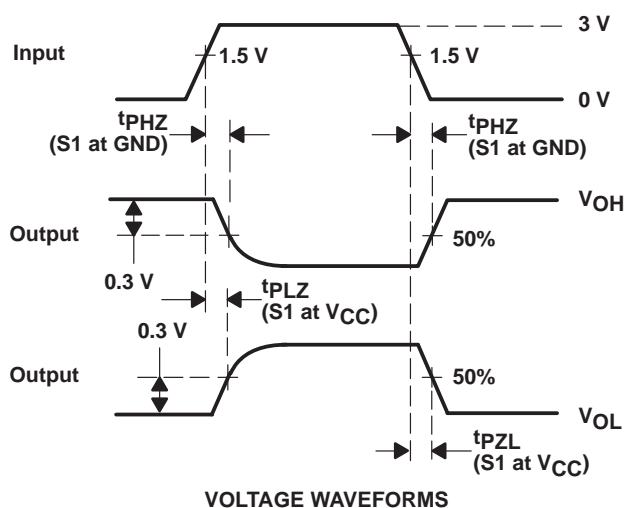 3 V
Input
1.5 V
1.5 V
0 V
tPHZ
(S1 at GND)
tPHZ
(S1 at GND)
VOH
Output
50%
0.3 V
tPLZ
(S1 at VCC)
0.3 V
Output
50%
VOL
tPZL
(S1 at VCC)
VOLTAGE WAVEFORMS